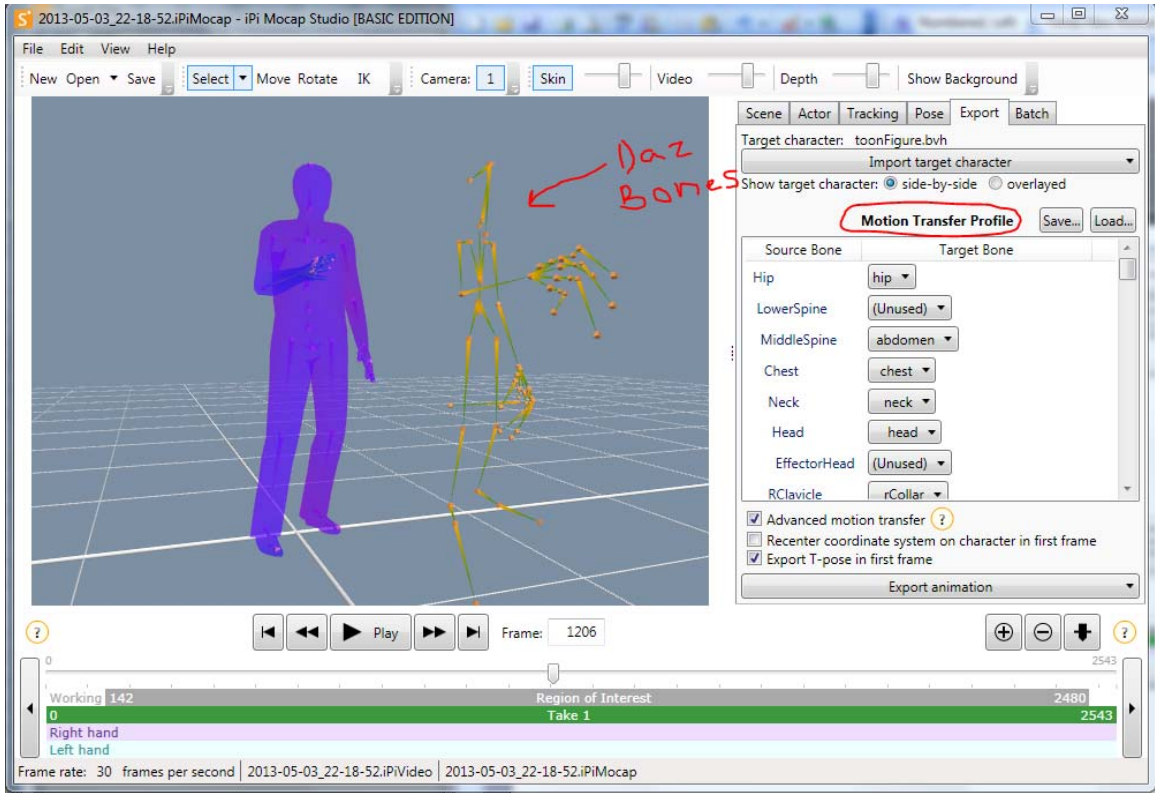 2013-05-03_22-18-52.iPiMocap - iPi Mocap Studio [BASIC EDITION]
File Edit View Help
New Open Save Select Move Rotate IK Camera: 1 Skin Video Depth Show Background
Scene Actor Tracking Pose Export Batch
Target character: toonFigure.bvh
Import target character
Show target character: side-by-side overlayed
Daz
Bones
Motion Transfer Profile Save... Load...
Source Bone Target Bone
Hip hip
LowerSpine (Unused)
MiddleSpine abdomen
Chest chest
Neck neck
Head head
EffectorHead (Unused)
RClavicle rCollar
Advanced motion transfer ?
Recenter coordinate system on character in first frame
Export T-pose in first frame
Export animation
? Play Frame: 1206 ?
0 2543
Working 142 Region of Interest 2480
0 Take 1 2543
Right hand
Left hand
Frame rate: 30 frames per second 2013-05-03_22-18-52.iPiVideo 2013-05-03_22-18-52.iPiMocap